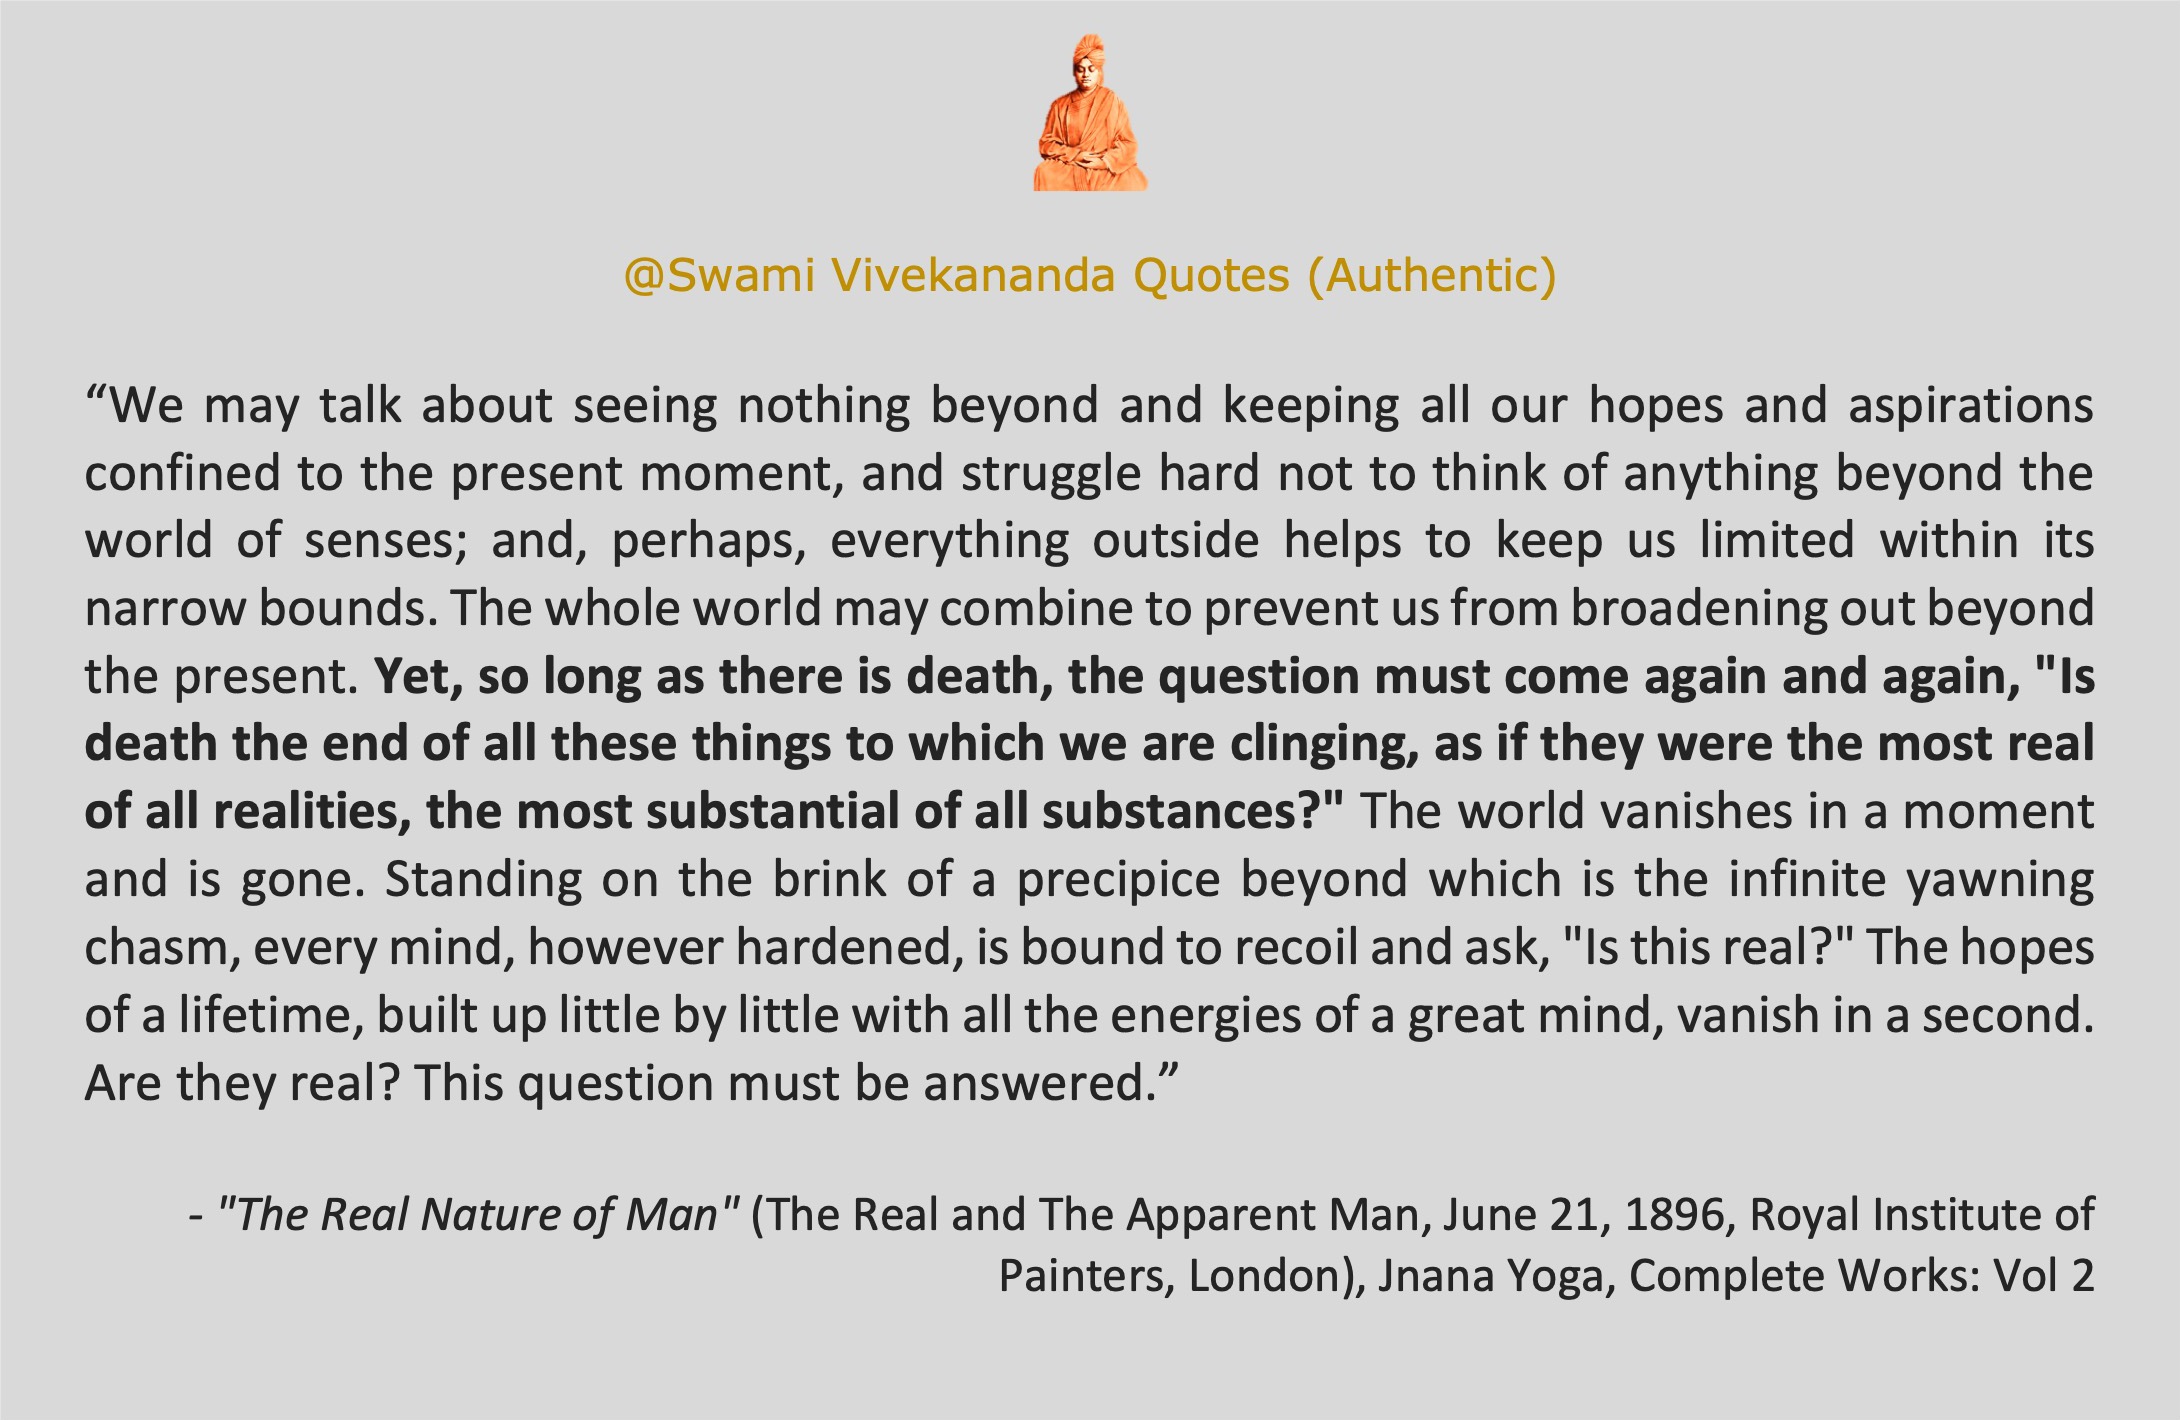 @Swami Vivekananda Quotes (Authentic)
“We may talk about seeing nothing beyond and keeping all our hopes and aspirations
confined to the present moment, and struggle hard not to think of anything beyond the
world of senses; and, perhaps, everything outside helps to keep us limited within its
narrow bounds. The whole world may combine to prevent us from broadening out beyond
the present. Yet, so long as there is death, the question must come again and again, "Is
death the end of all these things to which we are clinging, as if they were the most real
of all realities, the most substantial of all substances?" The world vanishes in a moment
and is gone. Standing on the brink of a precipice beyond which is the infinite yawning
chasm, every mind, however hardened, is bound to recoil and ask, "Is this real?" The hopes
of a lifetime, built up little by little with all the energies of a great mind, vanish in a second.
Are they real? This question must be answered.”
- "The Real Nature of Man" (The Real and The Apparent Man, June 21, 1896, Royal Institute of
Painters, London), Jnana Yoga, Complete Works: Vol 2